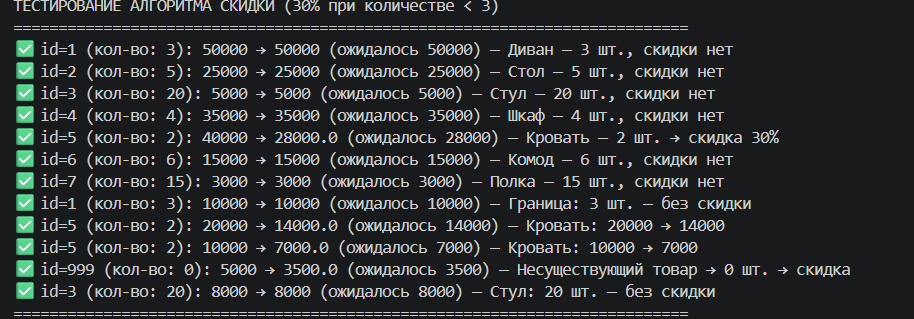 ТЕСТИРОВАНИЕ АЛГОРИТМА СКИДКИ (30% при количестве < 3)
===========================================================================
✅ id=1 (кол-во: 3): 50000 → 50000 (ожидалось 50000) — Диван — 3 шт., скидки нет
✅ id=2 (кол-во: 5): 25000 → 25000 (ожидалось 25000) — Стол — 5 шт., скидки нет
✅ id=3 (кол-во: 20): 5000 → 5000 (ожидалось 5000) — Стул — 20 шт., скидки нет
✅ id=4 (кол-во: 4): 35000 → 35000 (ожидалось 35000) — Шкаф — 4 шт., скидки нет
✅ id=5 (кол-во: 2): 40000 → 28000.0 (ожидалось 28000) — Кровать — 2 шт. → скидка 30%
✅ id=6 (кол-во: 6): 15000 → 15000 (ожидалось 15000) — Комод — 6 шт., скидки нет
✅ id=7 (кол-во: 15): 3000 → 3000 (ожидалось 3000) — Полка — 15 шт., скидки нет
✅ id=1 (кол-во: 3): 10000 → 10000 (ожидалось 10000) — Граница: 3 шт. — без скидки
✅ id=5 (кол-во: 2): 20000 → 14000.0 (ожидалось 14000) — Кровать: 20000 → 14000
✅ id=5 (кол-во: 2): 10000 → 7000.0 (ожидалось 7000) — Кровать: 10000 → 7000
✅ id=999 (кол-во: 0): 5000 → 3500.0 (ожидалось 3500) — Несуществующий товар → 0 шт. → скидка
✅ id=3 (кол-во: 20): 8000 → 8000 (ожидалось 8000) — Стул: 20 шт. — без скидки
===========================================================================